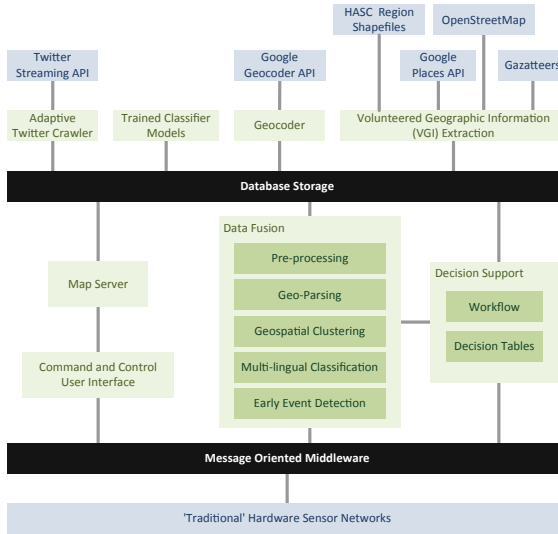 HASC Region
Shapefiles
OpenStreetMap
Twitter
Streaming API
Google
Geocoder API
Google
Places API
Gazatteers
Adaptive
Twitter Crawler
Trained Classifier
Models
Geocoder
Volunteered Geographic Information
(VGI) Extraction
Database Storage
Data Fusion
Pre-processing
Geo-Parsing
Geospatial Clustering
Multi-lingual Classification
Early Event Detection
Map Server
Command and Control
User Interface
Decision Support
Workflow
Decision Tables
Message Oriented Middleware
'Traditional' Hardware Sensor Networks